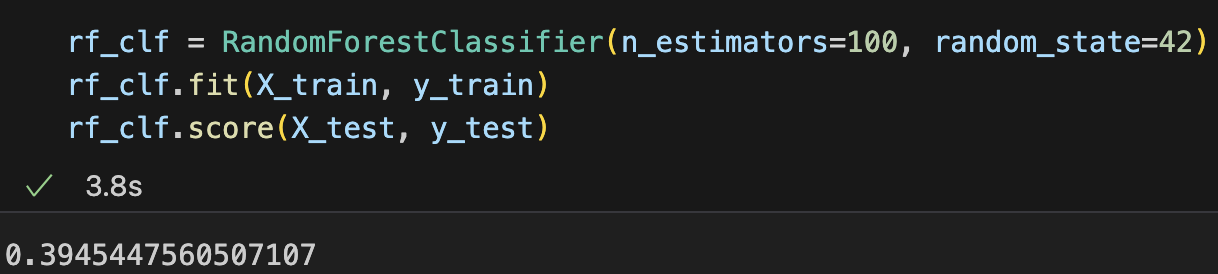 rf_clf = RandomForestClassifier(n_estimators=100, random_state=42)
rf_clf.fit(X_train, y_train)
rf_clf.score(X_test, y_test)
3.8s
0.3945447560507107